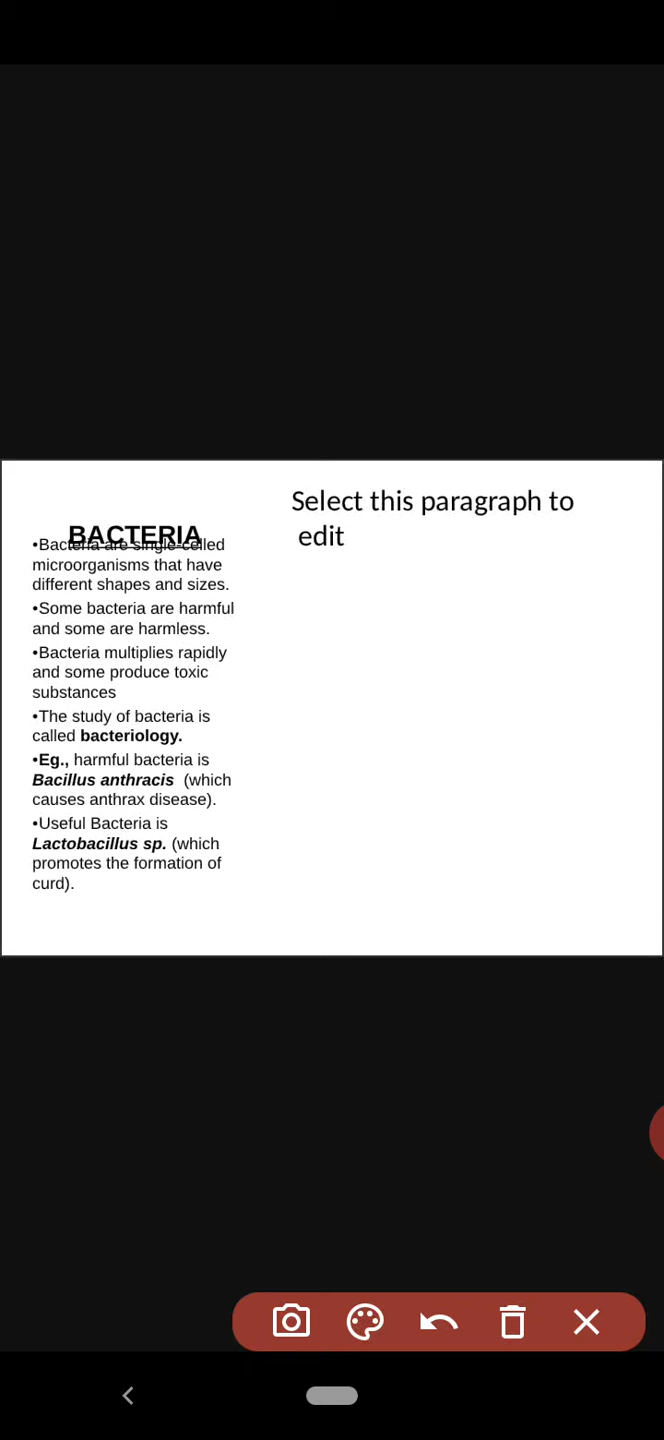 BACTERIA
•Bacteria are single-celled
microorganisms that have
different shapes and sizes.
•Some bacteria are harmful
and some are harmless.
•Bacteria multiplies rapidly
and some produce toxic
substances
•The study of bacteria is
called bacteriology.
•Eg., harmful bacteria is
Bacillus anthracis (which
causes anthrax disease).
•Useful Bacteria is
Lactobacillus sp. (which
promotes the formation of
curd).
Select this paragraph to
edit